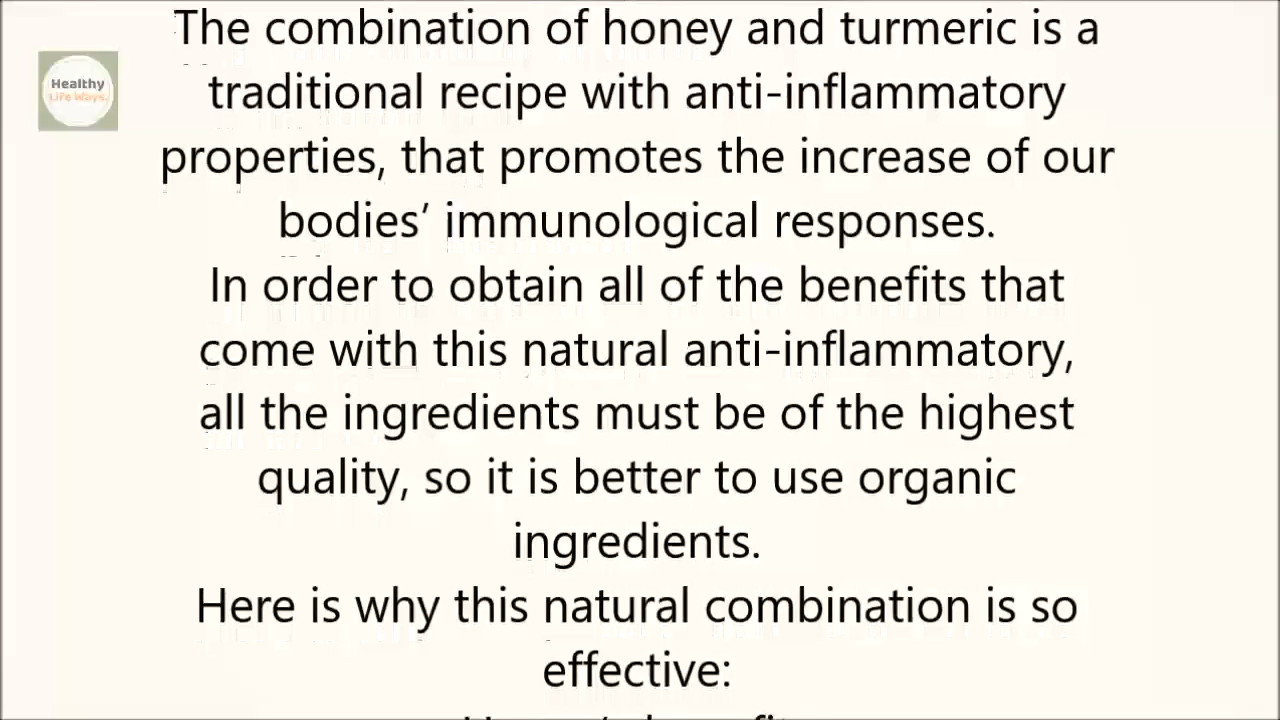 The combination of honey and turmeric is a
Healthy
Life Ways.
traditional recipe with anti-inflammatory
properties, that promotes the increase of our
bodies’ immunological responses.
In order to obtain all of the benefits that
come with this natural anti-inflammatory,
all the ingredients must be of the highest
quality, so it is better to use organic
ingredients.
Here is why this natural combination is so
effective: